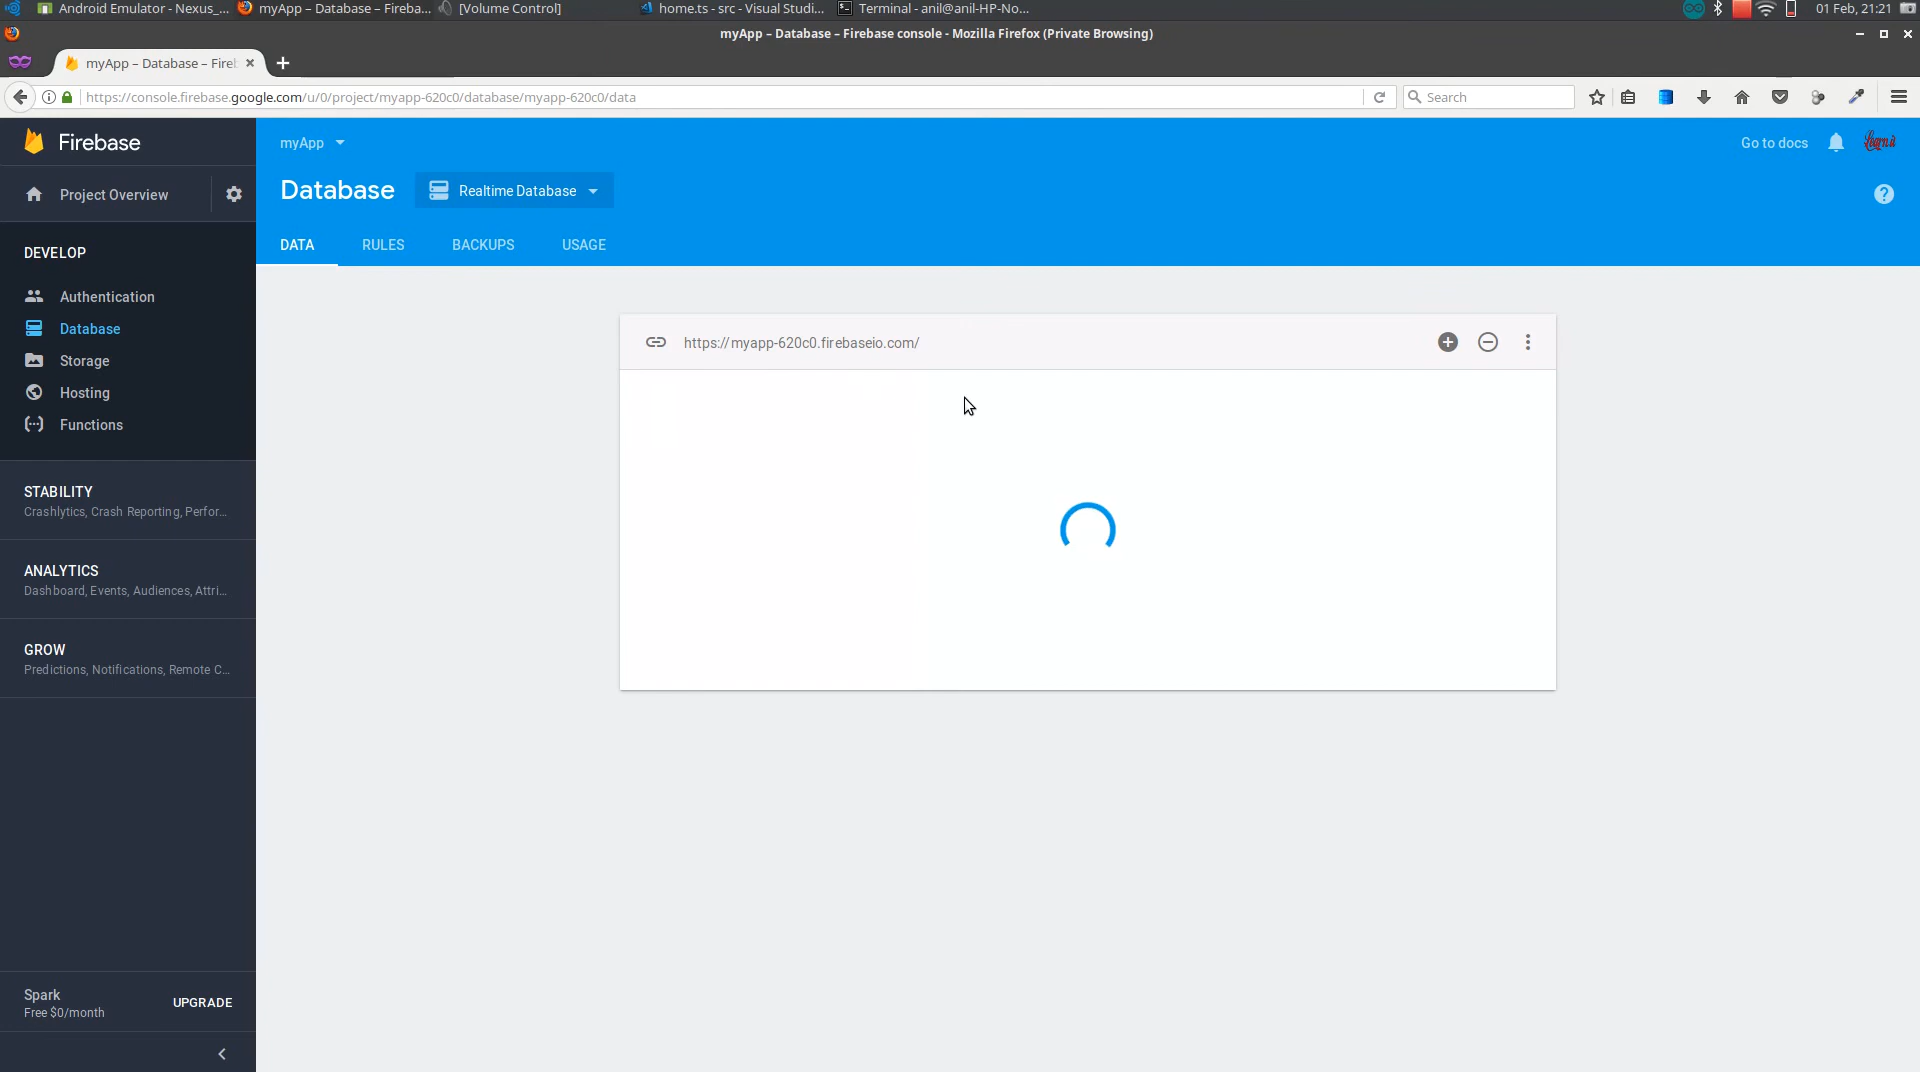 Android Emulator - Nexus_...
myApp – Database – Fireba...
[Volume Control]
home.ts - src - Visual Studi...
Terminal - anil@anil-HP-No...
01 Feb, 21:21
myApp – Database – Firebase console - Mozilla Firefox (Private Browsing)
myApp – Database – Fireb
https://console.firebase.google.com/u/0/project/myapp-620c0/database/myapp-620c0/data
Search
Firebase
myApp
Go to docs
Learn it
Project Overview
Database
Realtime Database
DATA
RULES
BACKUPS
USAGE
DEVELOP
Authentication
Database
Storage
Hosting
Functions
https://myapp-620c0.firebaseio.com/
STABILITY
Crashlytics, Crash Reporting, Perfor...
ANALYTICS
Dashboard, Events, Audiences, Attri...
GROW
Predictions, Notifications, Remote C...
Spark
Free $0/month
UPGRADE